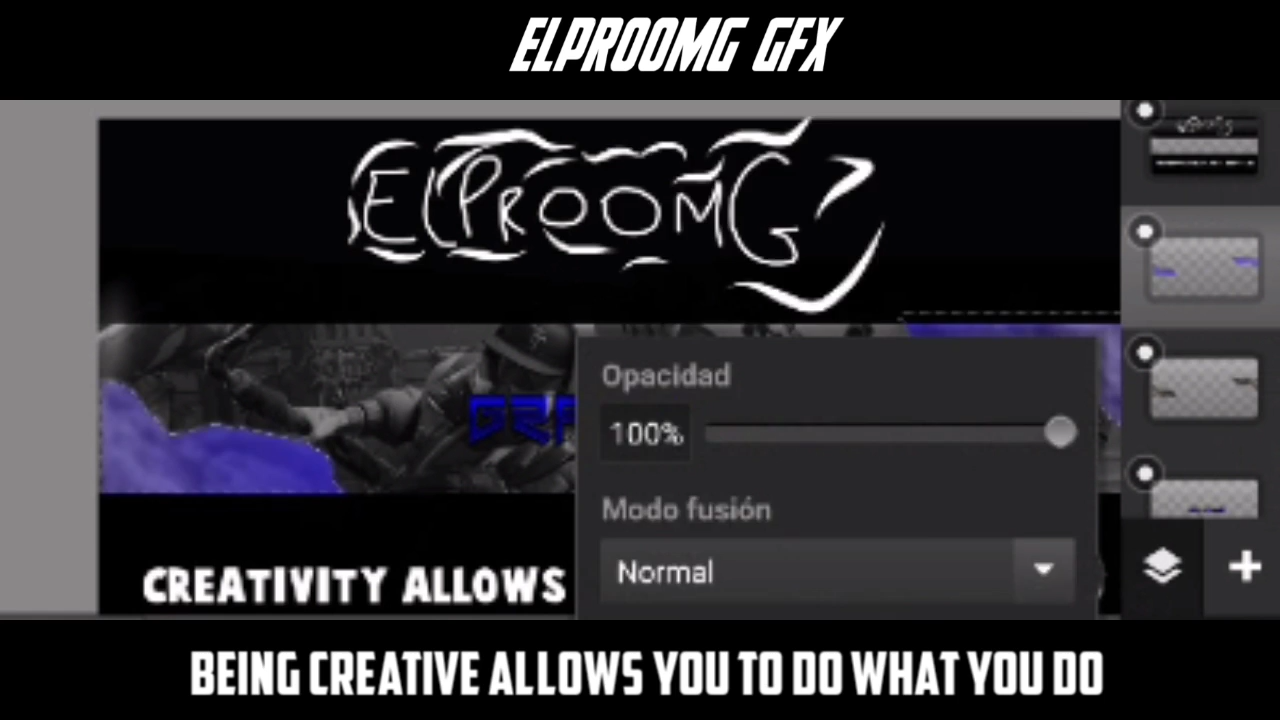 ELPROOMG GFX
ELPROOMG
Opacidad
100%
Modo fusión
Normal
CREATIVITY ALLOWS
BEING CREATIVE ALLOWS YOU TO DO WHAT YOU DO